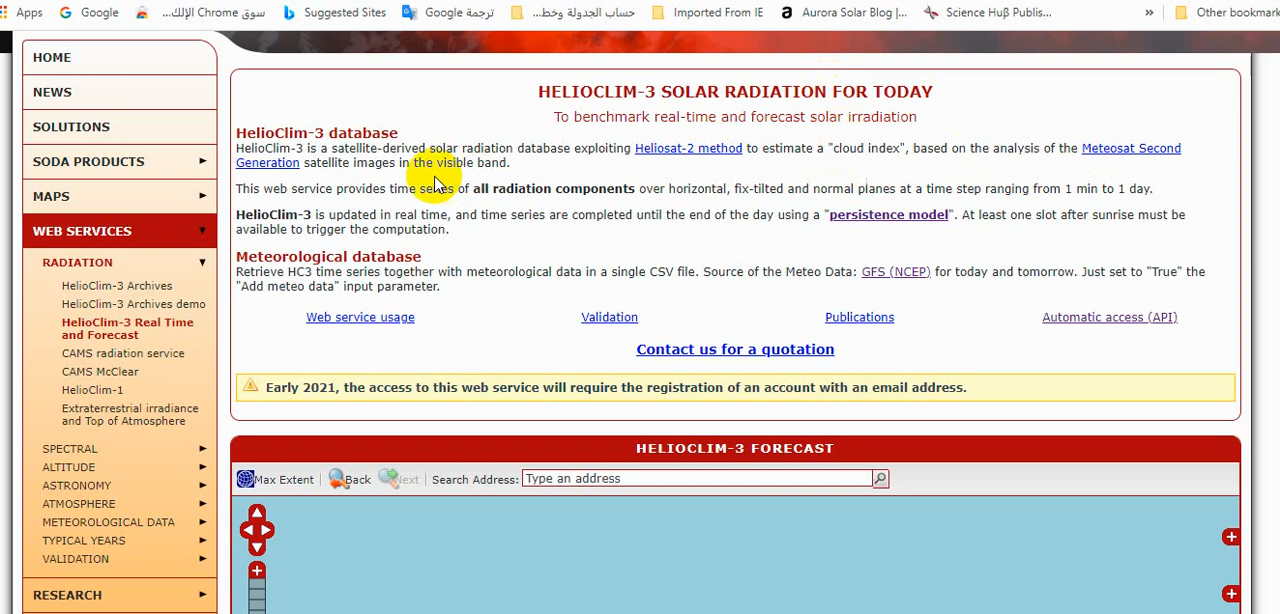 Apps
Google
سوق Chrome الإلك...
Suggested Sites
ترجمة Google
حساب الجدولة وخط...
Imported From IE
Aurora Solar Blog |...
Science Huβ Publis...
»
Other bookmark
HOME
NEWS
SOLUTIONS
SODA PRODUCTS
MAPS
WEB SERVICES
RADIATION
HelioClim-3 Archives
HelioClim-3 Archives demo
HelioClim-3 Real Time
and Forecast
CAMS radiation service
CAMS McClear
HelioClim-1
Extraterrestrial irradiance
and Top of Atmosphere
SPECTRAL
ALTITUDE
ASTRONOMY
ATMOSPHERE
METEOROLOGICAL DATA
TYPICAL YEARS
VALIDATION
RESEARCH
HELIOCLIM-3 SOLAR RADIATION FOR TODAY
To benchmark real-time and forecast solar irradiation
HelioClim-3 database
HelioClim-3 is a satellite-derived solar radiation database exploiting Heliosat-2 method to estimate a "cloud index", based on the analysis of the Meteosat Second
Generation satellite images in the visible band.
This web service provides time series of all radiation components over horizontal, fix-tilted and normal planes at a time step ranging from 1 min to 1 day.
HelioClim-3 is updated in real time, and time series are completed until the end of the day using a "persistence model". At least one slot after sunrise must be
available to trigger the computation.
Meteorological database
Retrieve HC3 time series together with meteorological data in a single CSV file. Source of the Meteo Data: GFS (NCEP) for today and tomorrow. Just set to "True" the
"Add meteo data" input parameter.
Web service usage Validation Publications Automatic access (API)
Contact us for a quotation
Early 2021, the access to this web service will require the registration of an account with an email address.
HELIOCLIM-3 FORECAST
Max Extent | Back Next | Search Address: Type an address